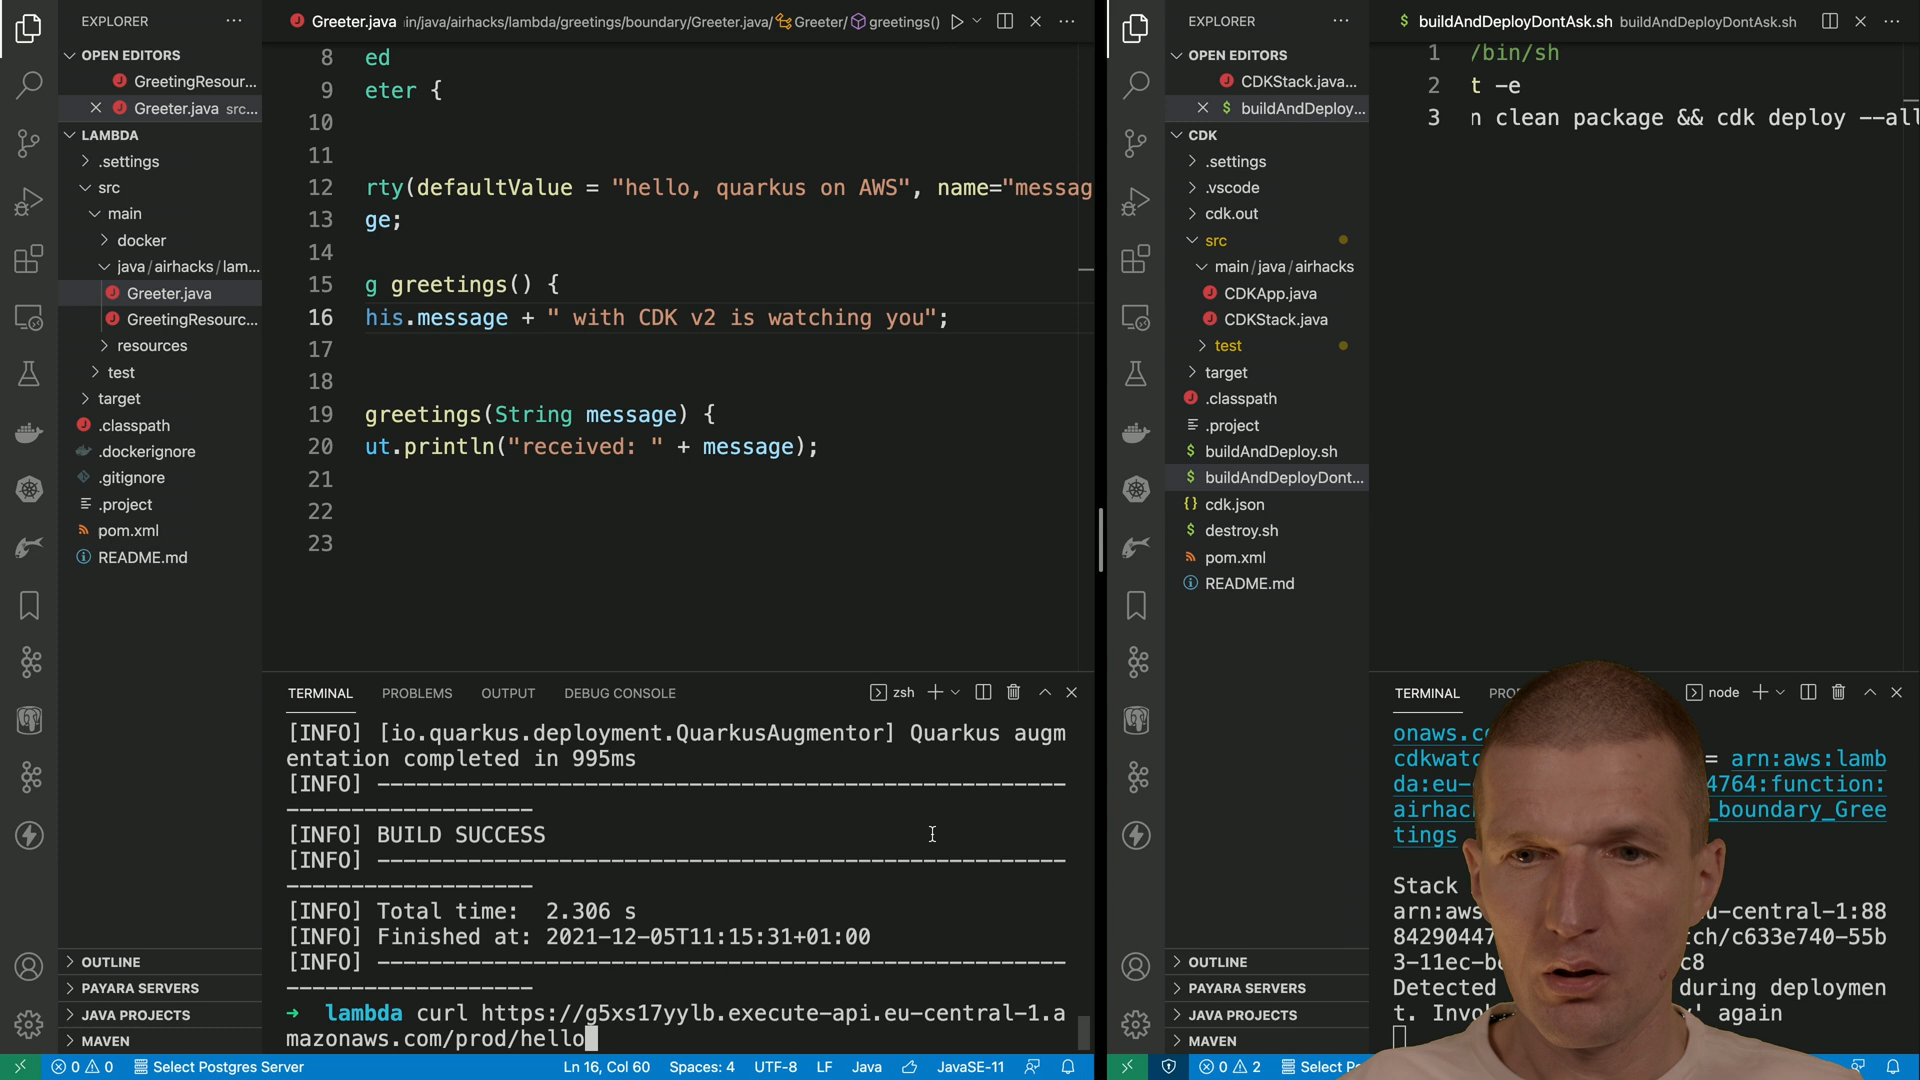 EXPLORER
OPEN EDITORS
GreetingResour...
Greeter.java src...
LAMBDA
.settings
src
main
docker
java/airhacks/lam...
Greeter.java
GreetingResourc...
resources
test
target
.classpath
.dockerignore
.gitignore
.project
pom.xml
README.md
OUTLINE
PAYARA SERVERS
JAVA PROJECTS
MAVEN
Greeter.java in/java/airhacks/lambda/greetings/boundary/Greeter.java/ Greeter/ greetings()
8 ed
9 eter {
10
11
12 rty(defaultValue = "hello, quarkus on AWS", name="messag
13 ge;
14
15 g greetings() {
16 his.message + " with CDK v2 is watching you";
17
18
19 greetings(String message) {
20 ut.println("received: " + message);
21
22
23
TERMINAL PROBLEMS OUTPUT DEBUG CONSOLE zsh
[INFO] [io.quarkus.deployment.QuarkusAugmentor] Quarkus augm
entation completed in 995ms
[INFO] -----------------------------------------------------
-------------------
[INFO] BUILD SUCCESS
[INFO] -----------------------------------------------------
-------------------
[INFO] Total time:  2.306 s
[INFO] Finished at: 2021-12-05T11:15:31+01:00
[INFO] -----------------------------------------------------
-------------------
➜ lambda curl https://g5xs17yylb.execute-api.eu-central-1.a
mazonaws.com/prod/hello
0 0 Select Postgres Server Ln 16, Col 60 Spaces: 4 UTF-8 LF Java JavaSE-11
EXPLORER
OPEN EDITORS
CDKStack.java...
buildAndDeploy...
CDK
.settings
.vscode
cdk.out
src
main/java/airhacks
CDKApp.java
CDKStack.java
test
target
.classpath
.project
buildAndDeploy.sh
buildAndDeployDont...
cdk.json
destroy.sh
pom.xml
README.md
OUTLINE
PAYARA SERVERS
JAVA PROJECTS
MAVEN
buildAndDeployDontAsk.sh buildAndDeployDontAsk.sh
1 /bin/sh
2 t -e
3 n clean package && cdk deploy --all
TERMINAL PRO node
onaws.c
cdkwatc = arn:aws:lamb
da:eu- 4764:function:
airhac _boundary_Gree
tings
Stack
arn:aws u-central-1:88
84290447 tch/c633e740-55b
3-11ec-b c8
Detected during deploymen
t. Invo ' again
0 2 Select P